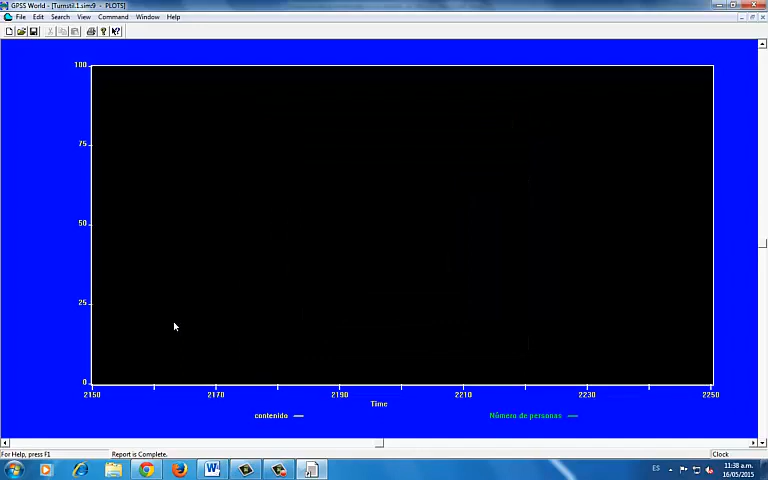 GPSS World - [Turnstil.1.sim:9 - PLOTS]
File Edit Search View Command Window Help
100
75
50
25
0
2150 2170 2190 2210 2230 2250
Time
contenido Número de personas
For Help, press F1 Report is Complete. Clock
ES 11:38 a.m.
16/05/2015